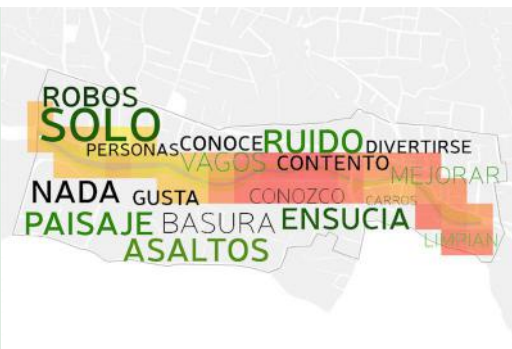 ROBOS
SOLO
PERSONAS CONOCE RUIDO DIVERTIRSE
VAGOS CONTENTO MEJORAR
NADA GUSTA CONOZCO CARROS
PAISAJE BASURA ENSUCIA
ASALTOS LIMPIAN